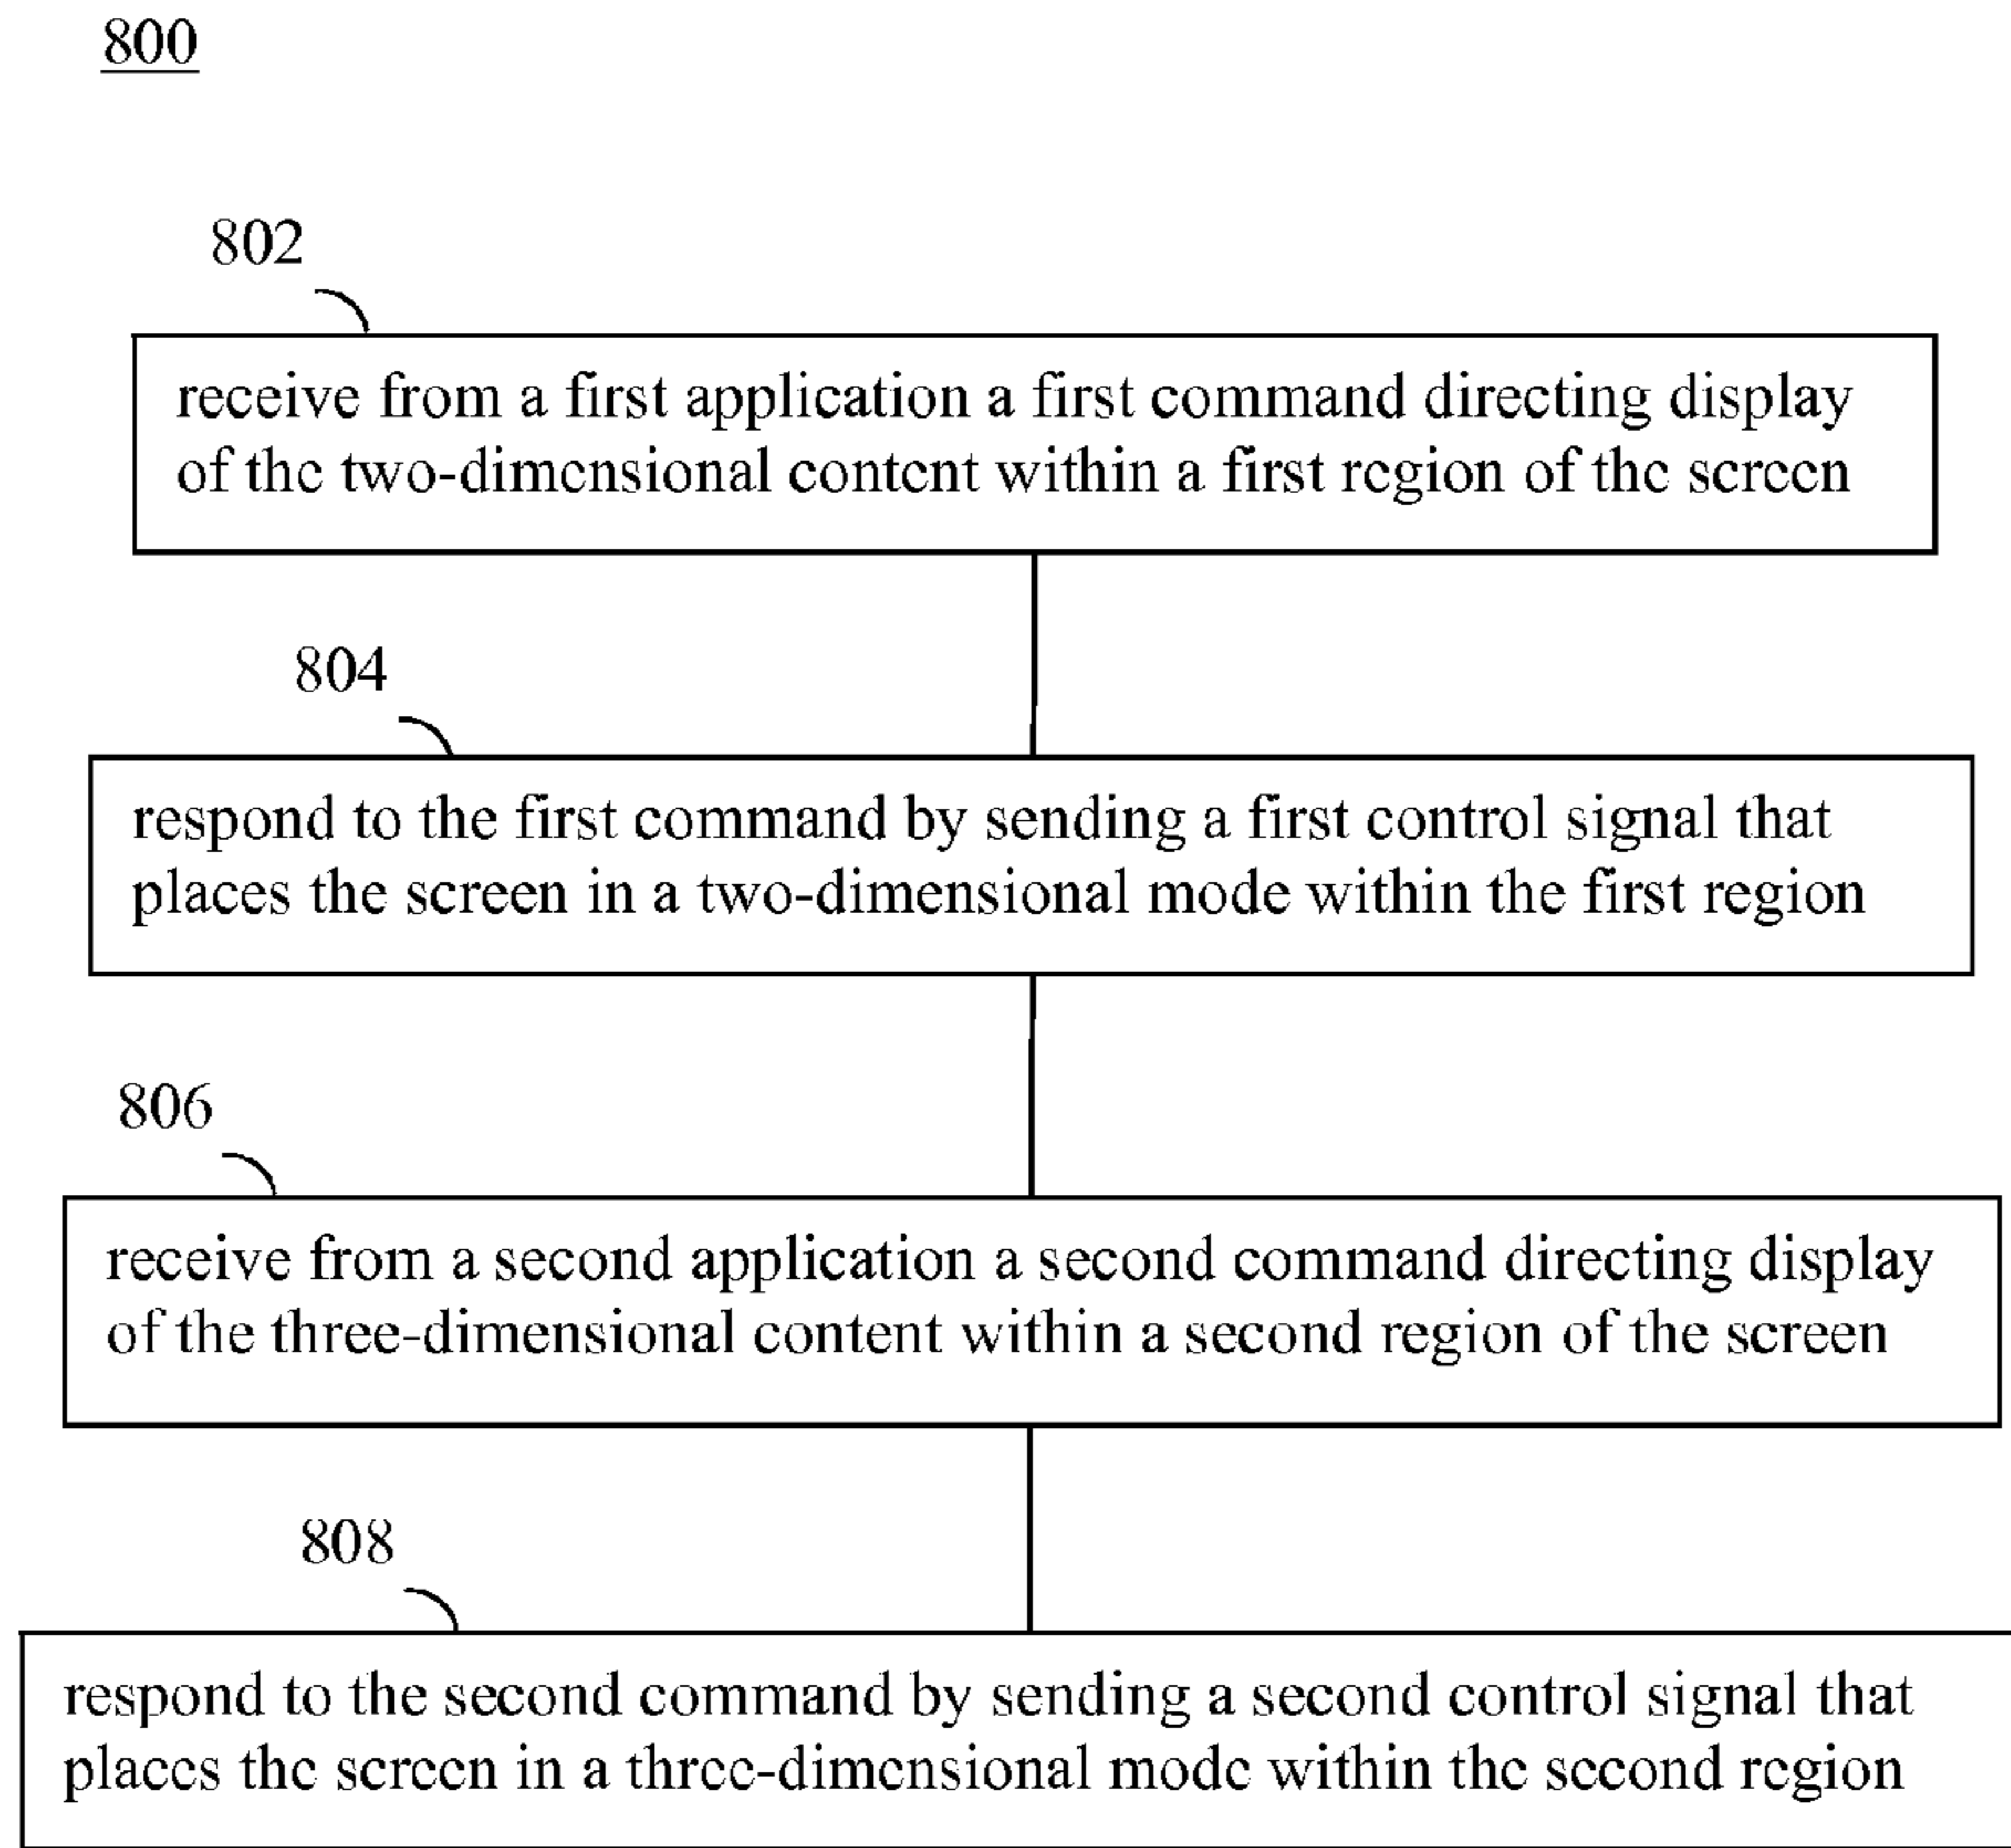 800
802
receive from a first application a first command directing display
of the two-dimensional content within a first region of the screen
804
respond to the first command by sending a first control signal that
places the screen in a two-dimensional mode within the first region
806
receive from a second application a second command directing display
of the three-dimensional content within a second region of the screen
808
respond to the second command by sending a second control signal that
places the screen in a three-dimensional mode within the second region